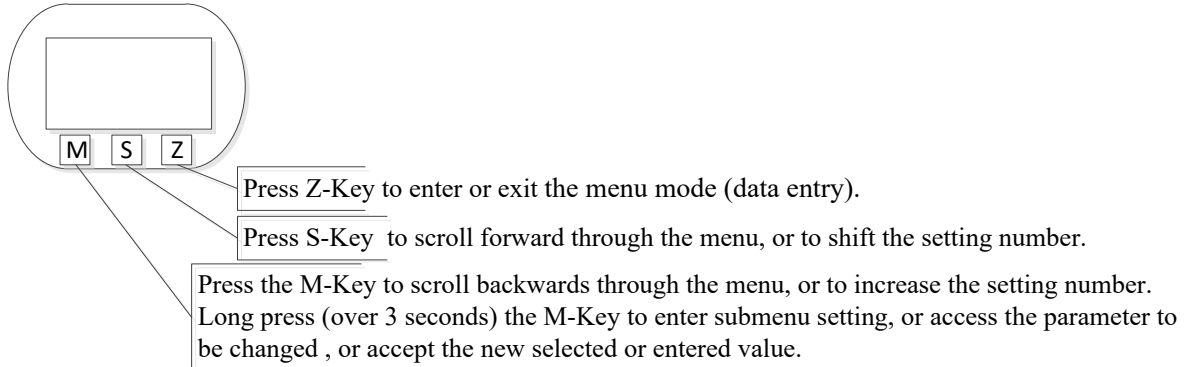 M S Z
Press Z-Key to enter or exit the menu mode (data entry).
Press S-Key to scroll forward through the menu, or to shift the setting number.
Press the M-Key to scroll backwards through the menu, or to increase the setting number.
Long press (over 3 seconds) the M-Key to enter submenu setting, or access the parameter to
be changed , or accept the new selected or entered value.